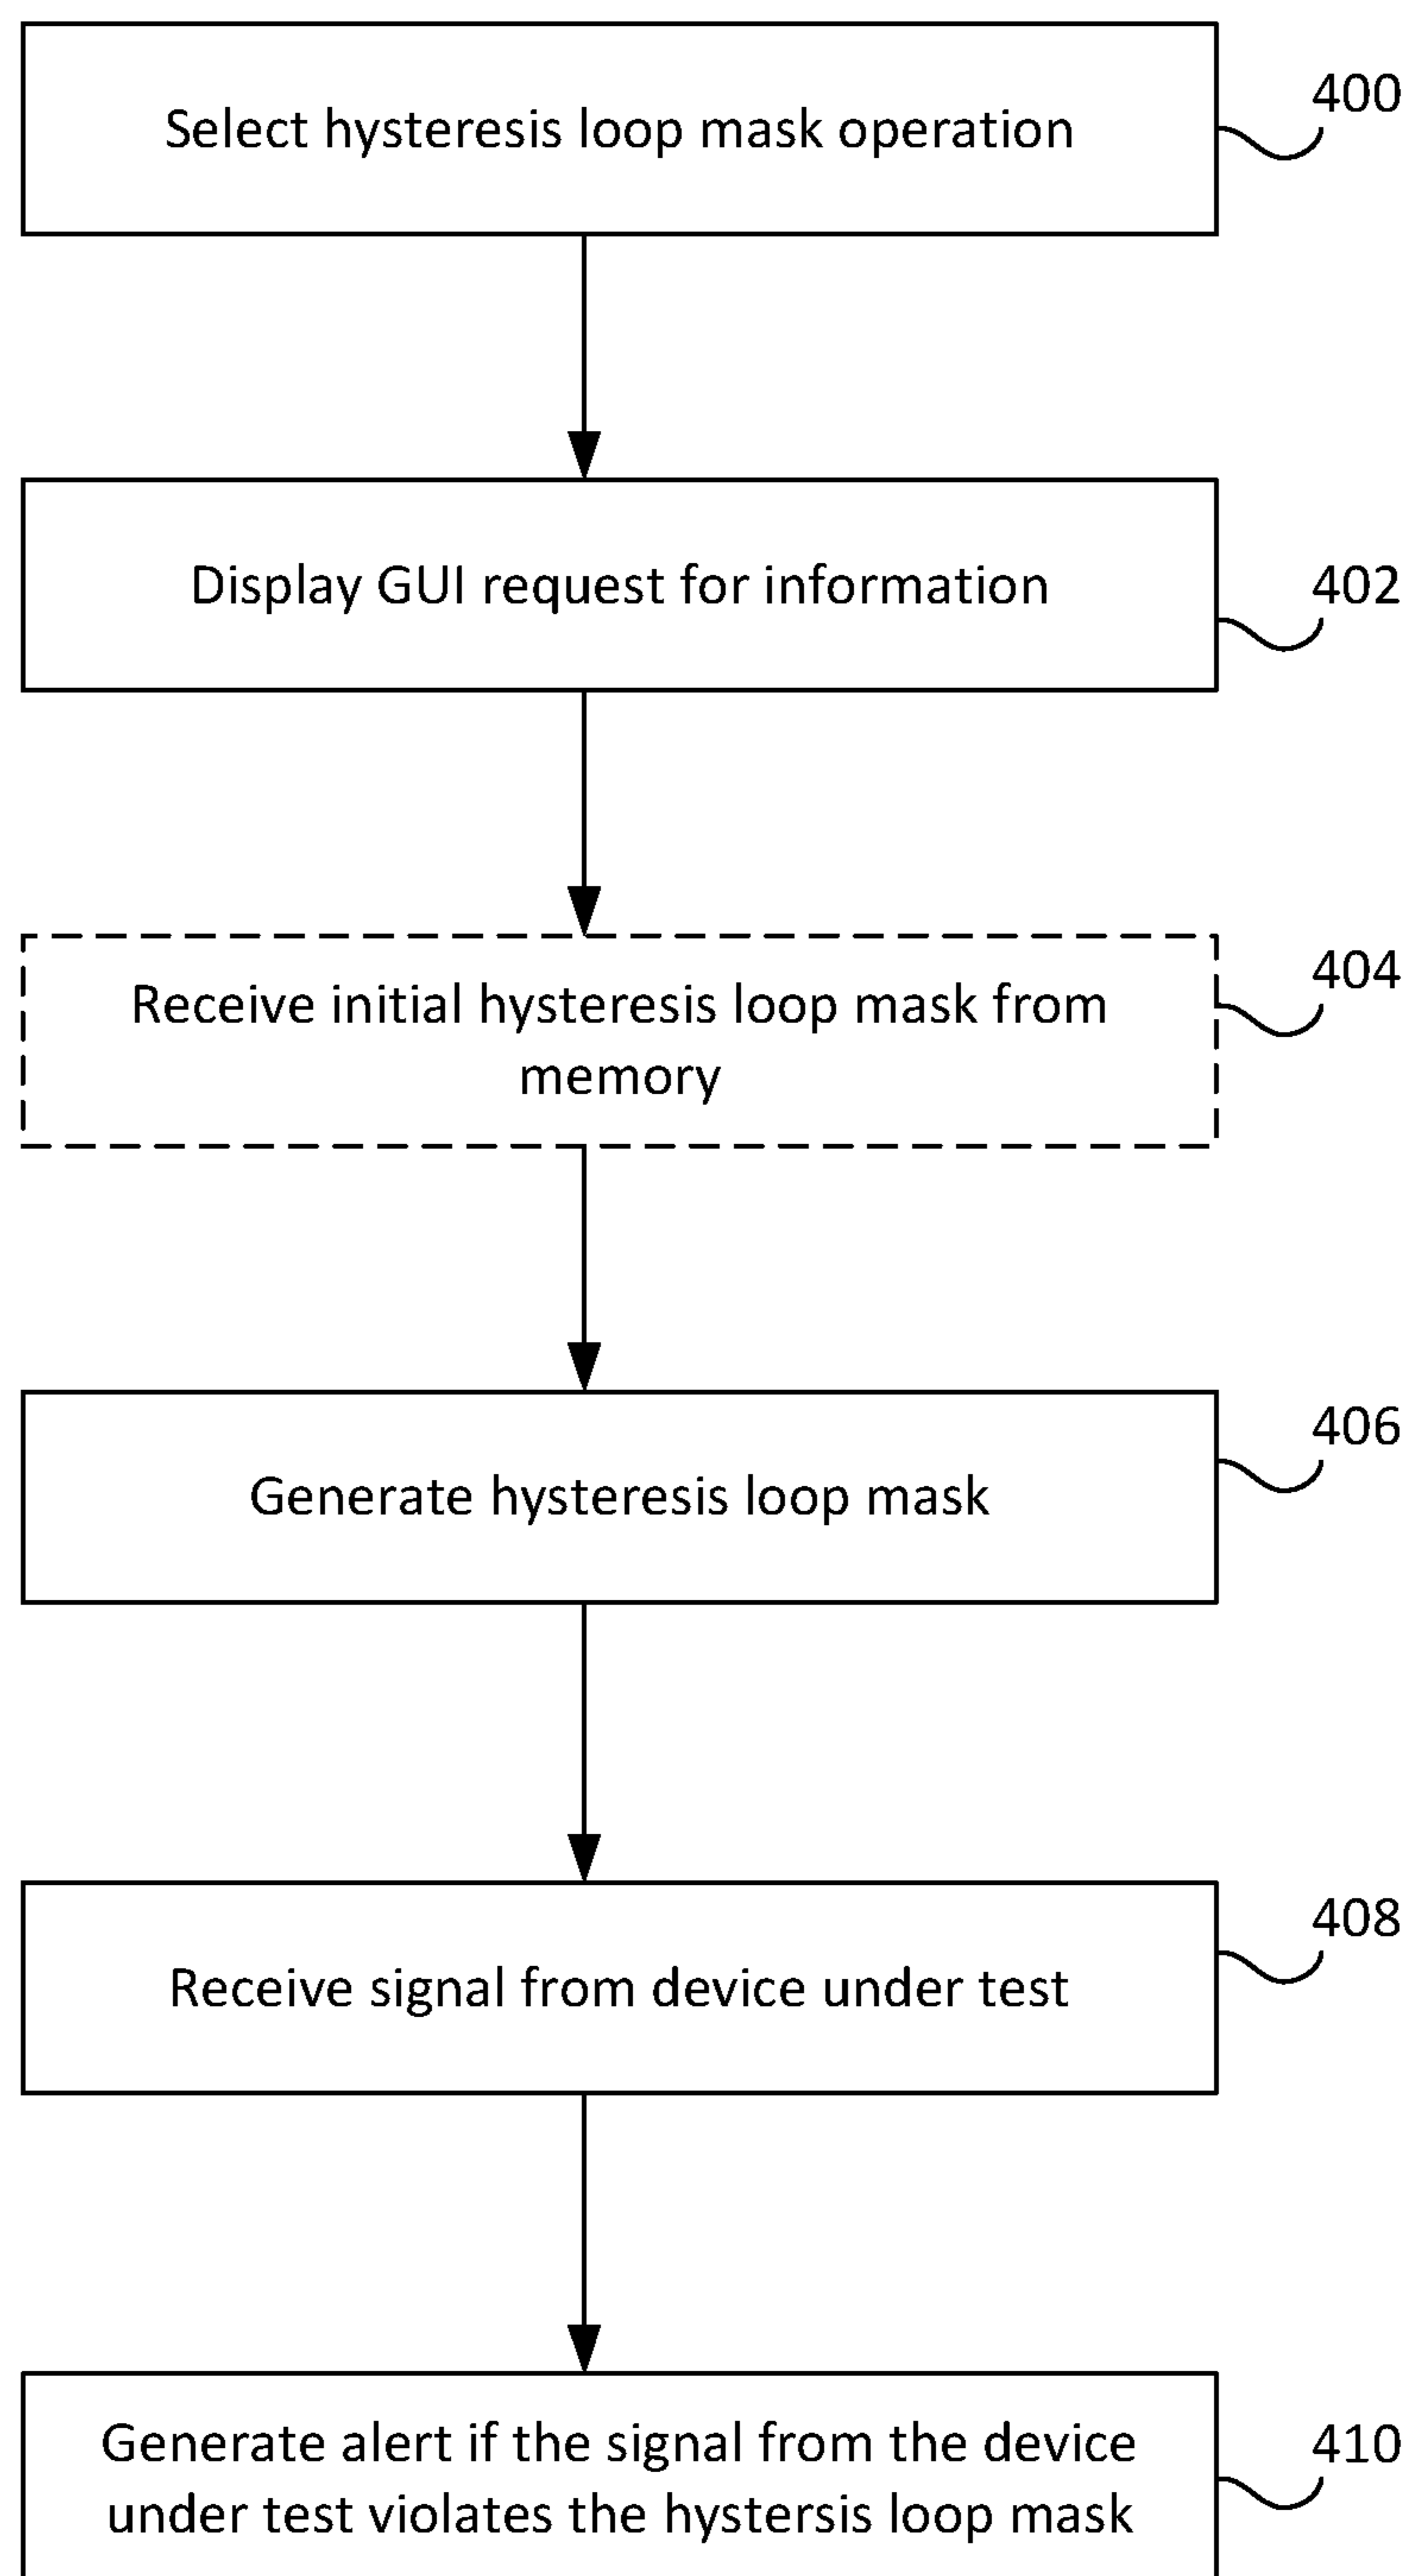 Select hysteresis loop mask operation
400
Display GUI request for information
402
Receive initial hysteresis loop mask from
memory
404
Generate hysteresis loop mask
406
Receive signal from device under test
408
Generate alert if the signal from the device
under test violates the hystersis loop mask
410